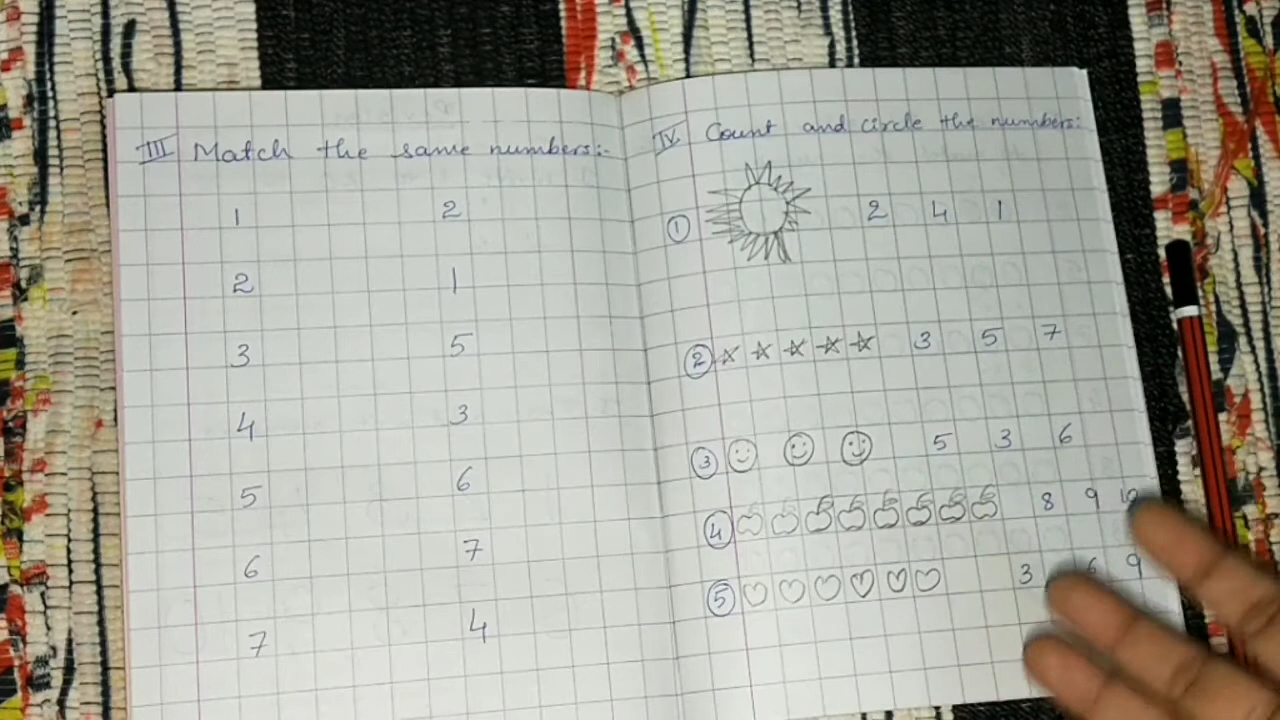 III Match the same numbers:-
1 2
2 1
3 5
4 3
5 6
6 7
7 4
IV. Count and circle the numbers:
1 2 4 1
2 3 5 7
3 5 3 6
4 8 9 10
5 3 6 9